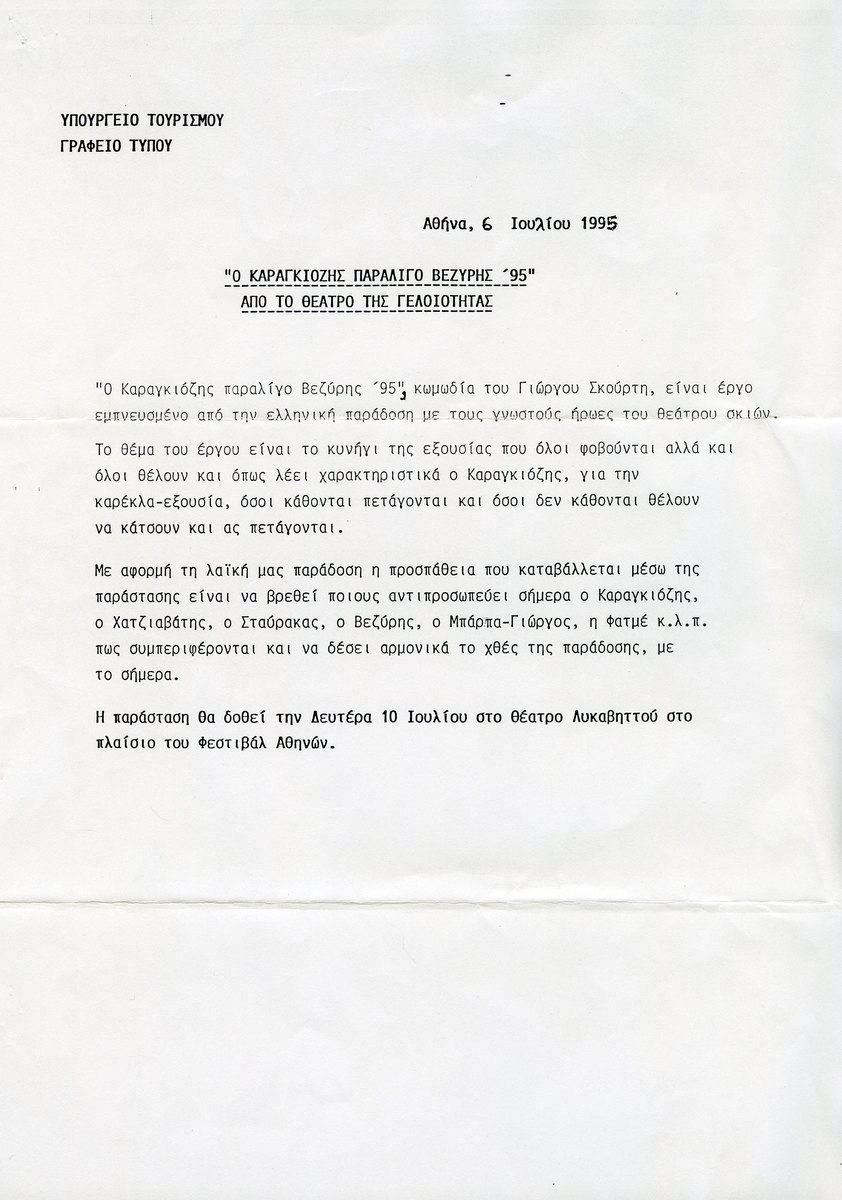 ΥΠΟΥΡΓΕΙΟ ΤΟΥΡΙΣΜΟΥ
ΓΡΑΦΕΙΟ ΤΥΠΟΥ
Αθήνα, 6 Ιουλίου 1995
"Ο ΚΑΡΑΓΚΙΟΖΗΣ ΠΑΡΑΛΙΓΟ ΒΕΖΥΡΗΣ ´95"
ΑΠΟ ΤΟ ΘΕΑΤΡΟ ΤΗΣ ΓΕΛΟΙΟΤΗΤΑΣ
"Ο Καραγκιόζης παραλίγο Βεζύρης ´95", κωμωδία του Γιώργου Σκούρτη, είναι έργο
εμπνευσμένο από την ελληνική παράδοση με τους γνωστούς ήρωες του θεάτρου σκιών.
Το θέμα του έργου είναι το κυνήγι της εξουσίας που όλοι φοβούνται αλλά και
όλοι θέλουν και όπως λέει χαρακτηριστικά ο Καραγκιόζης, για την
καρέκλα-εξουσία, όσοι κάθονται πετάγονται και όσοι δεν κάθονται θέλουν
να κάτσουν και ας πετάγονται.
Με αφορμή τη λαϊκή μας παράδοση η προσπάθεια που καταβάλλεται μέσω της
παράστασης είναι να βρεθεί ποιους αντιπροσωπεύει σήμερα ο Καραγκιόζης,
ο Χατζιαβάτης, ο Σταύρακας, ο Βεζύρης, ο Μπάρπα-Γιώργος, η Φατμέ κ.λ.π.
πως συμπεριφέρονται και να δέσει αρμονικά το χθές της παράδοσης, με
το σήμερα.
Η παράσταση θα δοθεί την Δευτέρα 10 Ιουλίου στο θέατρο Λυκαβηττού στο
πλαίσιο του Φεστιβάλ Αθηνών.